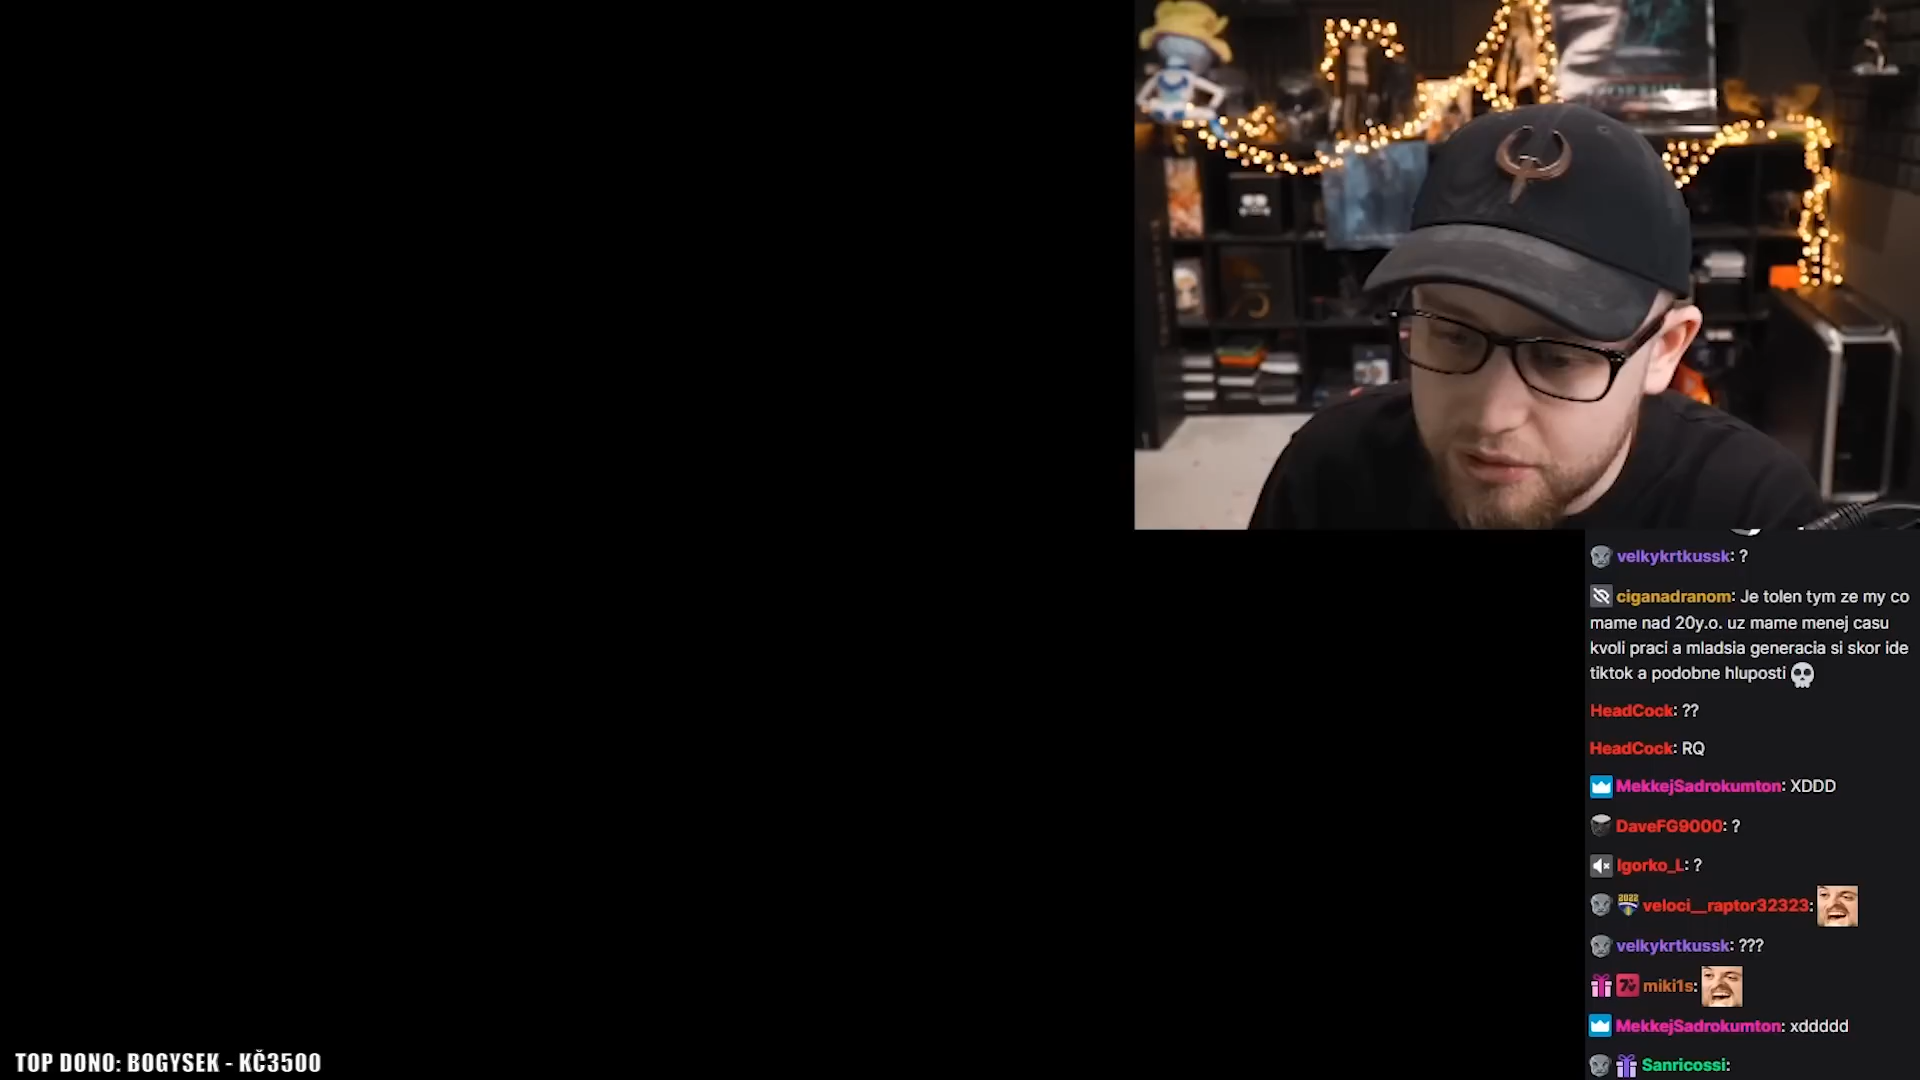 velkykrtkussk: ?
ciganadranom: Je tolen tym ze my co
mame nad 20y.o. uz mame menej casu
kvoli praci a mladsia generacia si skor ide
tiktok a podobne hluposti
HeadCock: ??
HeadCock: RQ
MekkejSadrokumton: XDDD
DaveFG9000: ?
Igorko_L: ?
2022 veloci__raptor32323:
velkykrtkussk: ???
miki1s:
MekkejSadrokumton: xddddd
Sanricossi:
TOP DONO: BOGYSEK - KČ3500